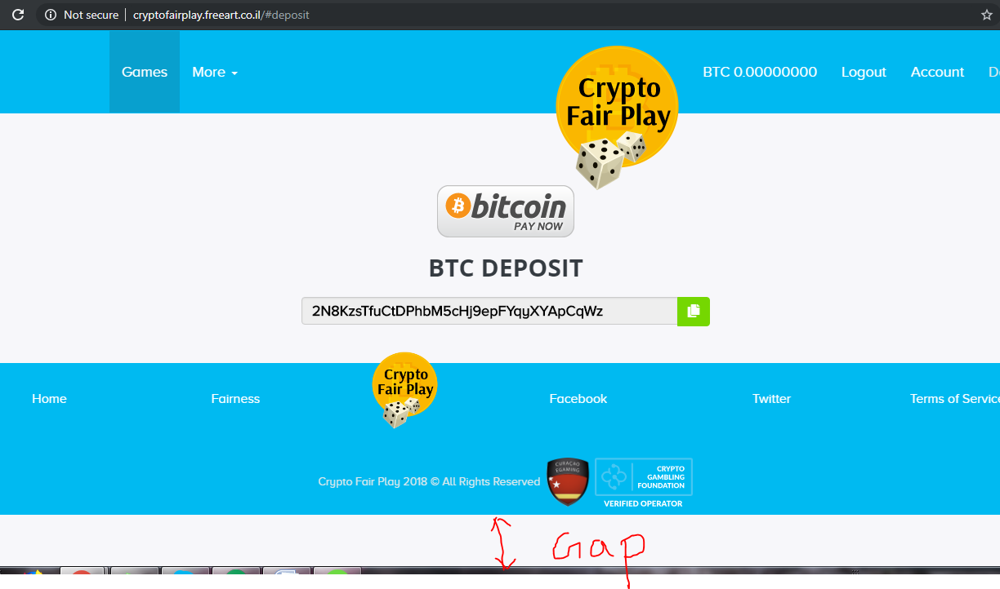 Not secure
cryptofairplay.freeart.co.il/#deposit
Games
More
Crypto
Fair Play
BTC 0.00000000
Logout
Account
bitcoin
PAY NOW
BTC DEPOSIT
2N8KzsTfuCtDPhbM5cHj9epFYqyXYApCqWz
Home
Fairness
Crypto
Fair Play
Facebook
Twitter
Terms of Service
Crypto Fair Play 2018 © All Rights Reserved
CURAÇAO
EGAMING
CRYPTO
GAMBLING
FOUNDATION
VERIFIED OPERATOR
Gap